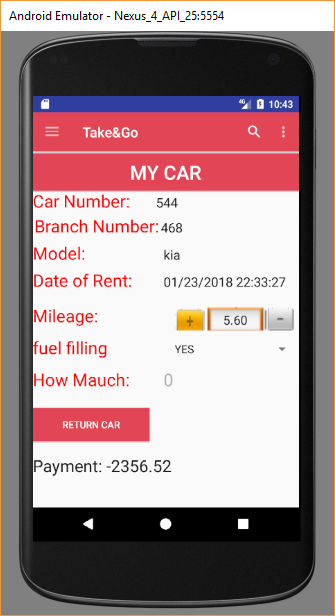 Android Emulator - Nexus_4_API_25:5554
4G 10:43
Take&Go
MY CAR
Car Number: 544
Branch Number: 468
Model: kia
Date of Rent: 01/23/2018 22:33:27
Mileage: + 5.60 -
fuel filling YES
How Mauch: 0
RETURN CAR
Payment: -2356.52